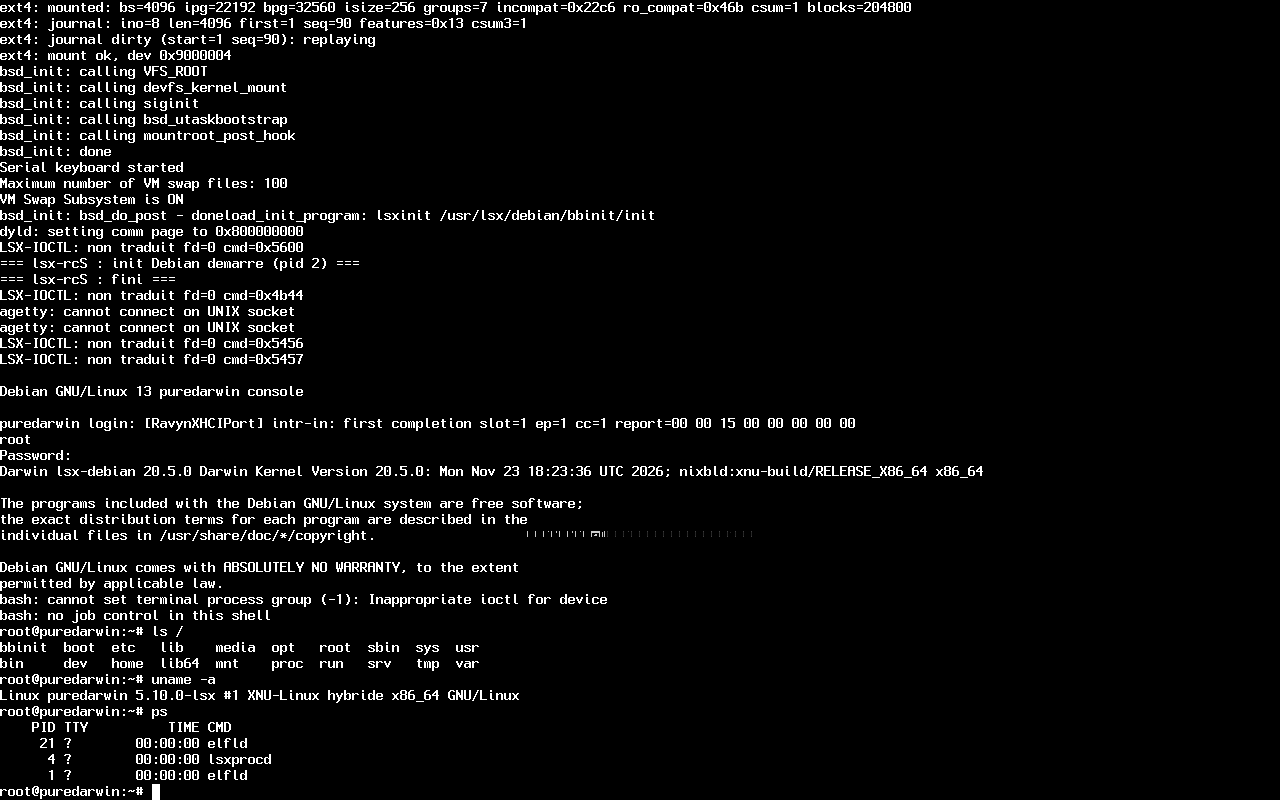 ext4: mounted: bs=4096 ipg=22192 bpg=32560 isize=256 groups=7 incompat=0x22c6 ro_compat=0x46b csum=1 blocks=204800
ext4: journal: ino=8 len=4096 first=1 seq=90 features=0x13 csum3=1
ext4: journal dirty (start=1 seq=90): replaying
ext4: mount ok, dev 0x9000004
bsd_init: calling VFS_ROOT
bsd_init: calling devfs_kernel_mount
bsd_init: calling siginit
bsd_init: calling bsd_utaskbootstrap
bsd_init: calling mountroot_post_hook
bsd_init: done
Serial keyboard started
Maximum number of VM swap files: 100
VM Swap Subsystem is ON
bsd_init: bsd_do_post - doneload_init_program: lsxinit /usr/lsx/debian/bbinit/init
dyld: setting comm page to 0x800000000
LSX-IOCTL: non traduit fd=0 cmd=0x5600
=== lsx-rcS : init Debian demarre (pid 2) ===
=== lsx-rcS : fini ===
LSX-IOCTL: non traduit fd=0 cmd=0x4b44
agetty: cannot connect on UNIX socket
agetty: cannot connect on UNIX socket
LSX-IOCTL: non traduit fd=0 cmd=0x5456
LSX-IOCTL: non traduit fd=0 cmd=0x5457
Debian GNU/Linux 13 puredarwin console
puredarwin login: [RavynXHCIPort] intr-in: first completion slot=1 ep=1 cc=1 report=00 00 15 00 00 00 00 00
root
Password:
Darwin lsx-debian 20.5.0 Darwin Kernel Version 20.5.0: Mon Nov 23 18:23:36 UTC 2026; nixbld:xnu-build/RELEASE_X86_64 x86_64
The programs included with the Debian GNU/Linux system are free software;
the exact distribution terms for each program are described in the
individual files in /usr/share/doc/*/copyright.
Debian GNU/Linux comes with ABSOLUTELY NO WARRANTY, to the extent
permitted by applicable law.
bash: cannot set terminal process group (-1): Inappropriate ioctl for device
bash: no job control in this shell
root@puredarwin:~# ls /
bbinit  boot  etc   lib    media  opt   root  sbin  sys  usr
bin     dev   home  lib64  mnt    proc  run   srv   tmp  var
root@puredarwin:~# uname -a
Linux puredarwin 5.10.0-lsx #1 XNU-Linux hybride x86_64 GNU/Linux
root@puredarwin:~# ps
    PID TTY          TIME CMD
     21 ?        00:00:00 elfld
      4 ?        00:00:00 lsxprocd
      1 ?        00:00:00 elfld
root@puredarwin:~#